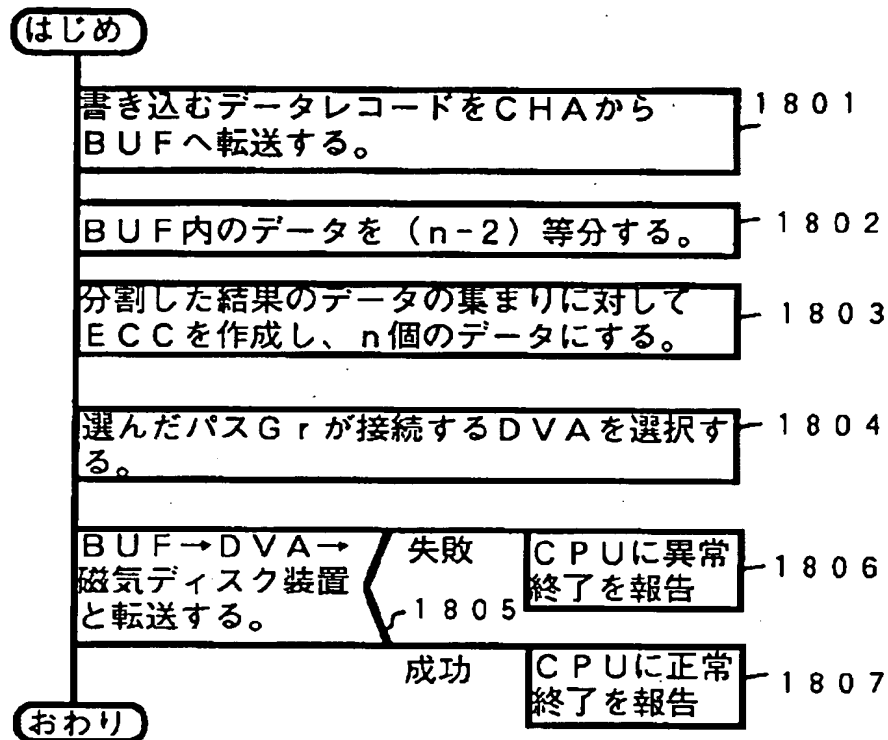 はじめ
書き込むデータレコードをCHAから
BUFへ転送する。
1801
BUF内のデータを（n-2）等分する。
1802
分割した結果のデータの集まりに対して
ECCを作成し、n個のデータにする。
1803
選んだパスGrが接続するDVAを選択す
る。
1804
BUF→DVA→
磁気ディスク装置
と転送する。
1805
失敗
CPUに異常
終了を報告
1806
成功
CPUに正常
終了を報告
1807
おわり